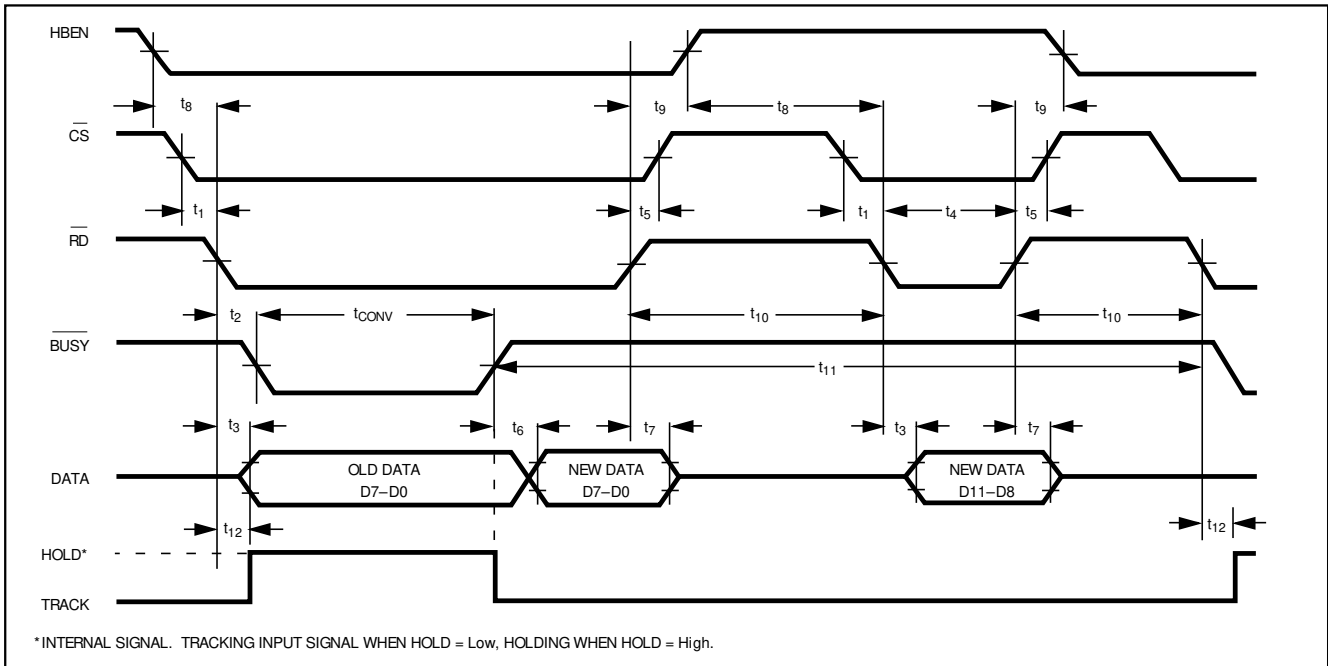 HBEN
t8
t9
t8
t9
CS
t1
t5
t1
t4
t5
RD
t2
tCONV
t10
t10
BUSY
t11
t3
t6
t7
t3
t7
DATA
OLD DATA
D7–D0
NEW DATA
D7–D0
NEW DATA
D11–D8
t12
t12
HOLD*
TRACK
*INTERNAL SIGNAL. TRACKING INPUT SIGNAL WHEN HOLD = Low, HOLDING WHEN HOLD = High.